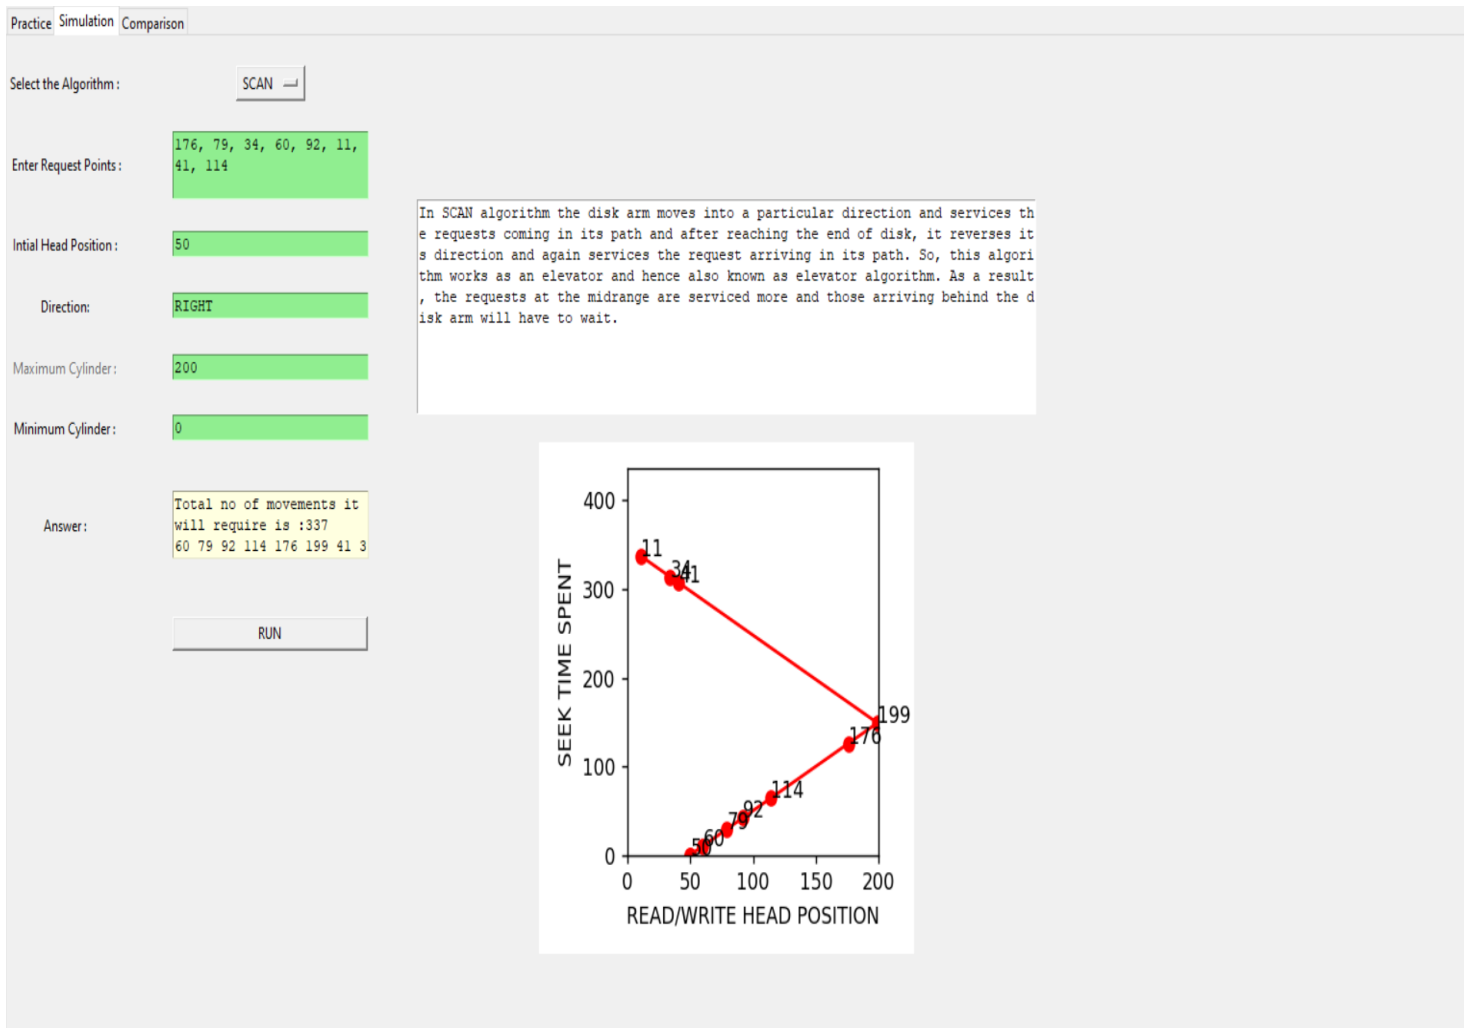 Practice Simulation Comparison
Select the Algorithm :
SCAN
Enter Request Points :
176, 79, 34, 60, 92, 11,
41, 114
Intial Head Position :
50
Direction:
RIGHT
Maximum Cylinder :
200
Minimum Cylinder :
0
Answer :
Total no of movements it
will require is :337
60 79 92 114 176 199 41 3
RUN
In SCAN algorithm the disk arm moves into a particular direction and services th
e requests coming in its path and after reaching the end of disk, it reverses it
s direction and again services the request arriving in its path. So, this algori
thm works as an elevator and hence also known as elevator algorithm. As a result
, the requests at the midrange are serviced more and those arriving behind the d
isk arm will have to wait.
SEEK TIME SPENT
400
300
200
100
0
11
34
41
199
176
114
92
79
60
50
0 50 100 150 200
READ/WRITE HEAD POSITION